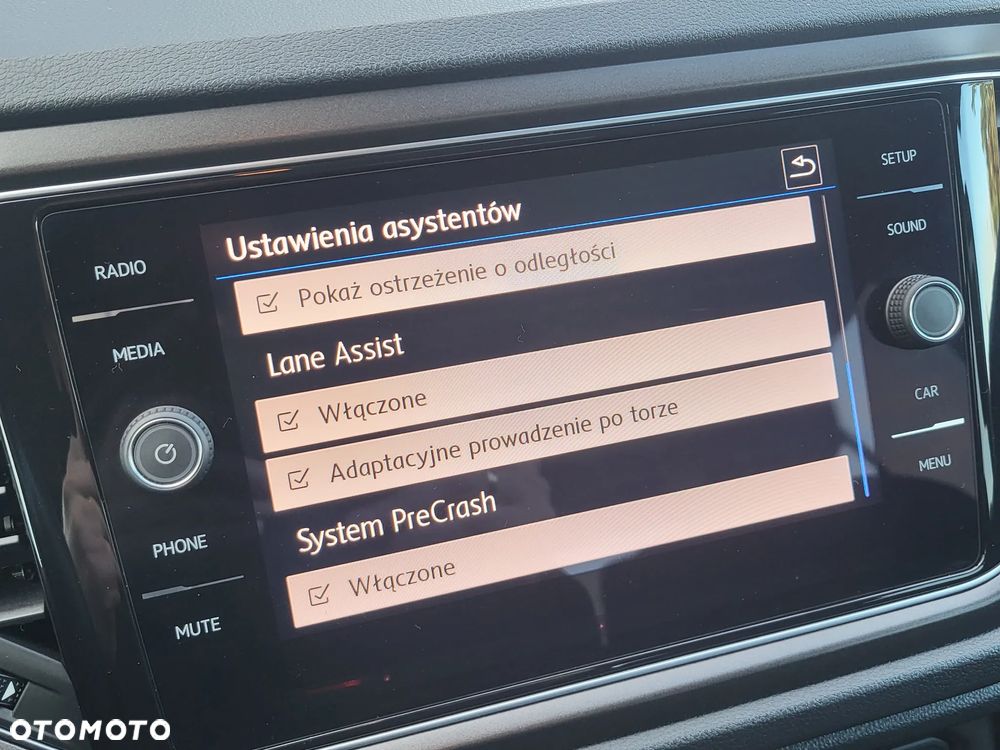 SETUP
Ustawienia asystentów
RADIO
Pokaż ostrzeżenie o odległości
SOUND
MEDIA
Lane Assist
Włączone
Adaptacyjne prowadzenie po torze
CAR
MENU
System PreCrash
PHONE
Włączone
MUTE
OTOMOTO